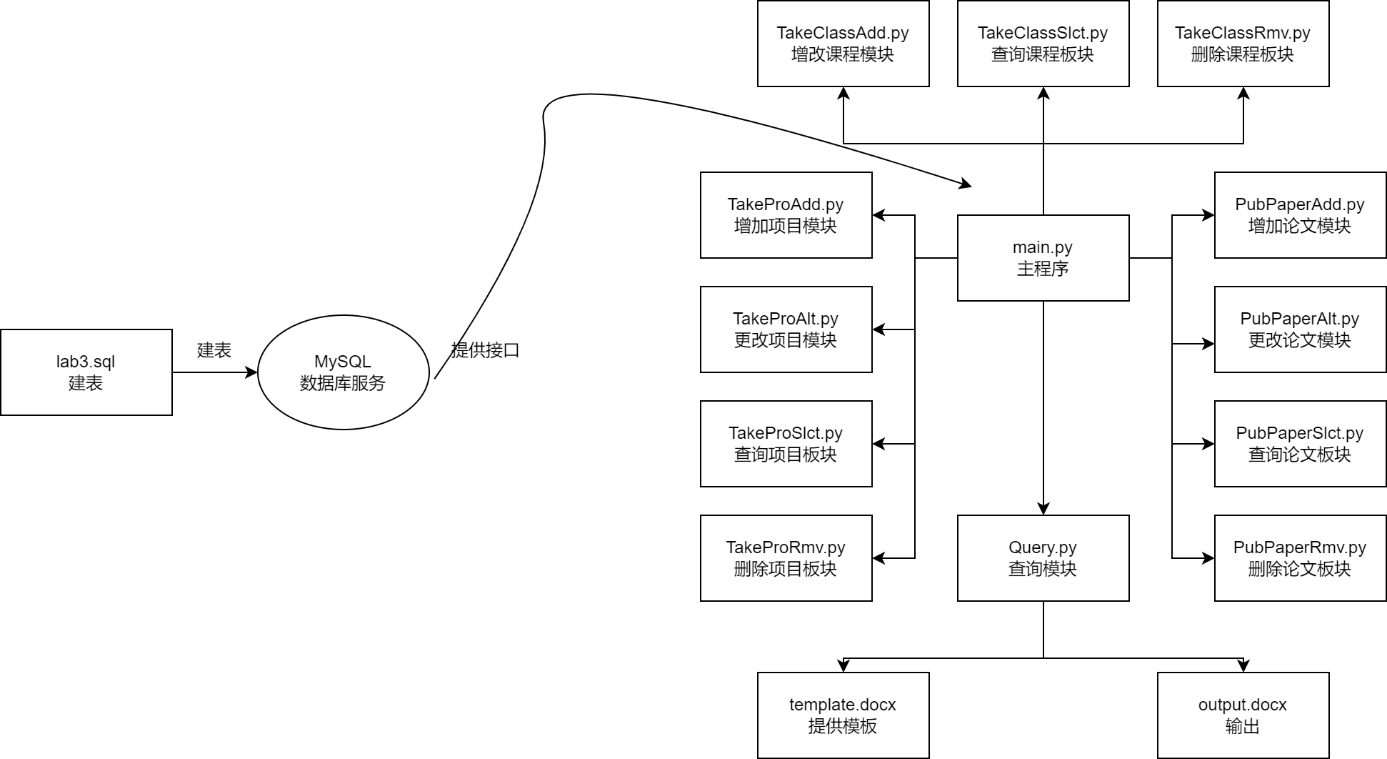 TakeClassAdd.py
增改课程模块
TakeClassSlct.py
查询课程板块
TakeClassRmv.py
删除课程板块
TakeProAdd.py
增加项目模块
main.py
主程序
PubPaperAdd.py
增加论文模块
TakeProAlt.py
更改项目模块
PubPaperAlt.py
更改论文模块
lab3.sql
建表
建表
MySQL
数据库服务
提供接口
TakeProSlct.py
查询项目板块
PubPaperSlct.py
查询论文板块
TakeProRmv.py
删除项目板块
Query.py
查询模块
PubPaperRmv.py
删除论文板块
template.docx
提供模板
output.docx
输出